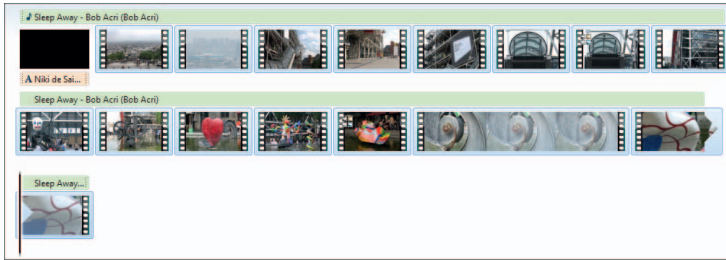 Sleep Away - Bob Acri (Bob Acri)
A Niki de Sai...
Sleep Away - Bob Acri (Bob Acri)
Sleep Away...